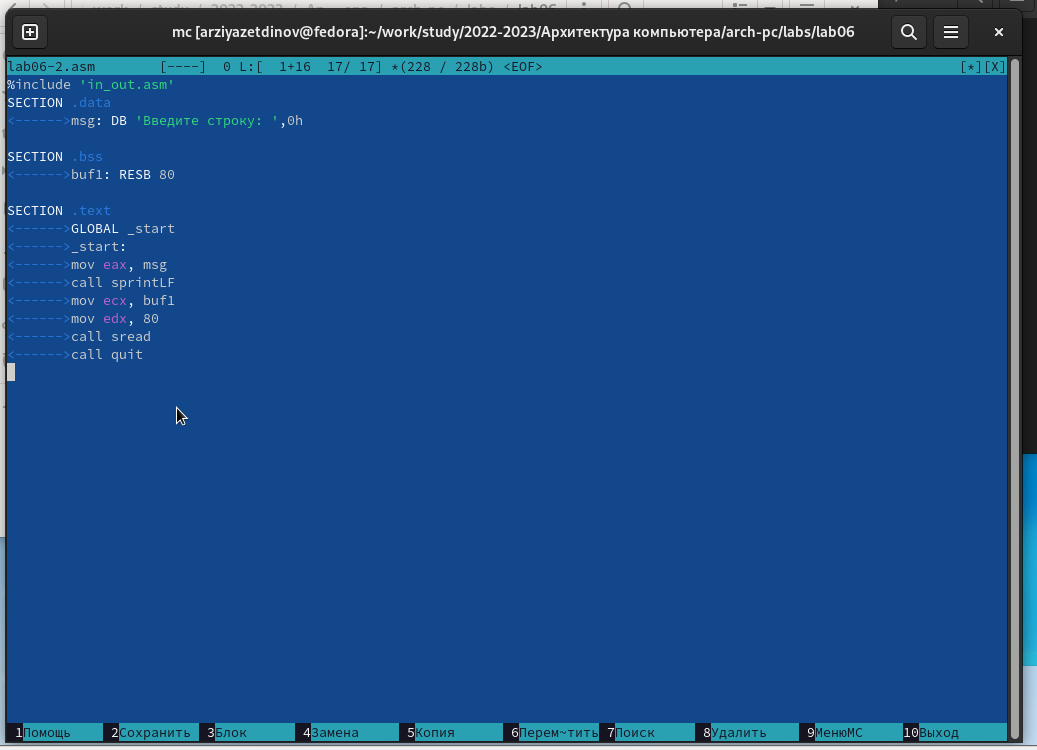 mc [arziyazetdinov@fedora]:~/work/study/2022-2023/Архитектура компьютера/arch-pc/labs/lab06
lab06-2.asm [----] 0 L:[ 1+16 17/ 17] *(228 / 228b) <EOF> [*][X]
%include 'in_out.asm'
SECTION .data
<------>msg: DB 'Введите строку: ',0h
SECTION .bss
<------>buf1: RESB 80
SECTION .text
<------>GLOBAL _start
<------>_start:
<------>mov eax, msg
<------>call sprintLF
<------>mov ecx, buf1
<------>mov edx, 80
<------>call sread
<------>call quit
1Помощь 2Сохранить 3Блок 4Замена 5Копия 6Перем~тить 7Поиск 8Удалить 9МенюMC 10Выход